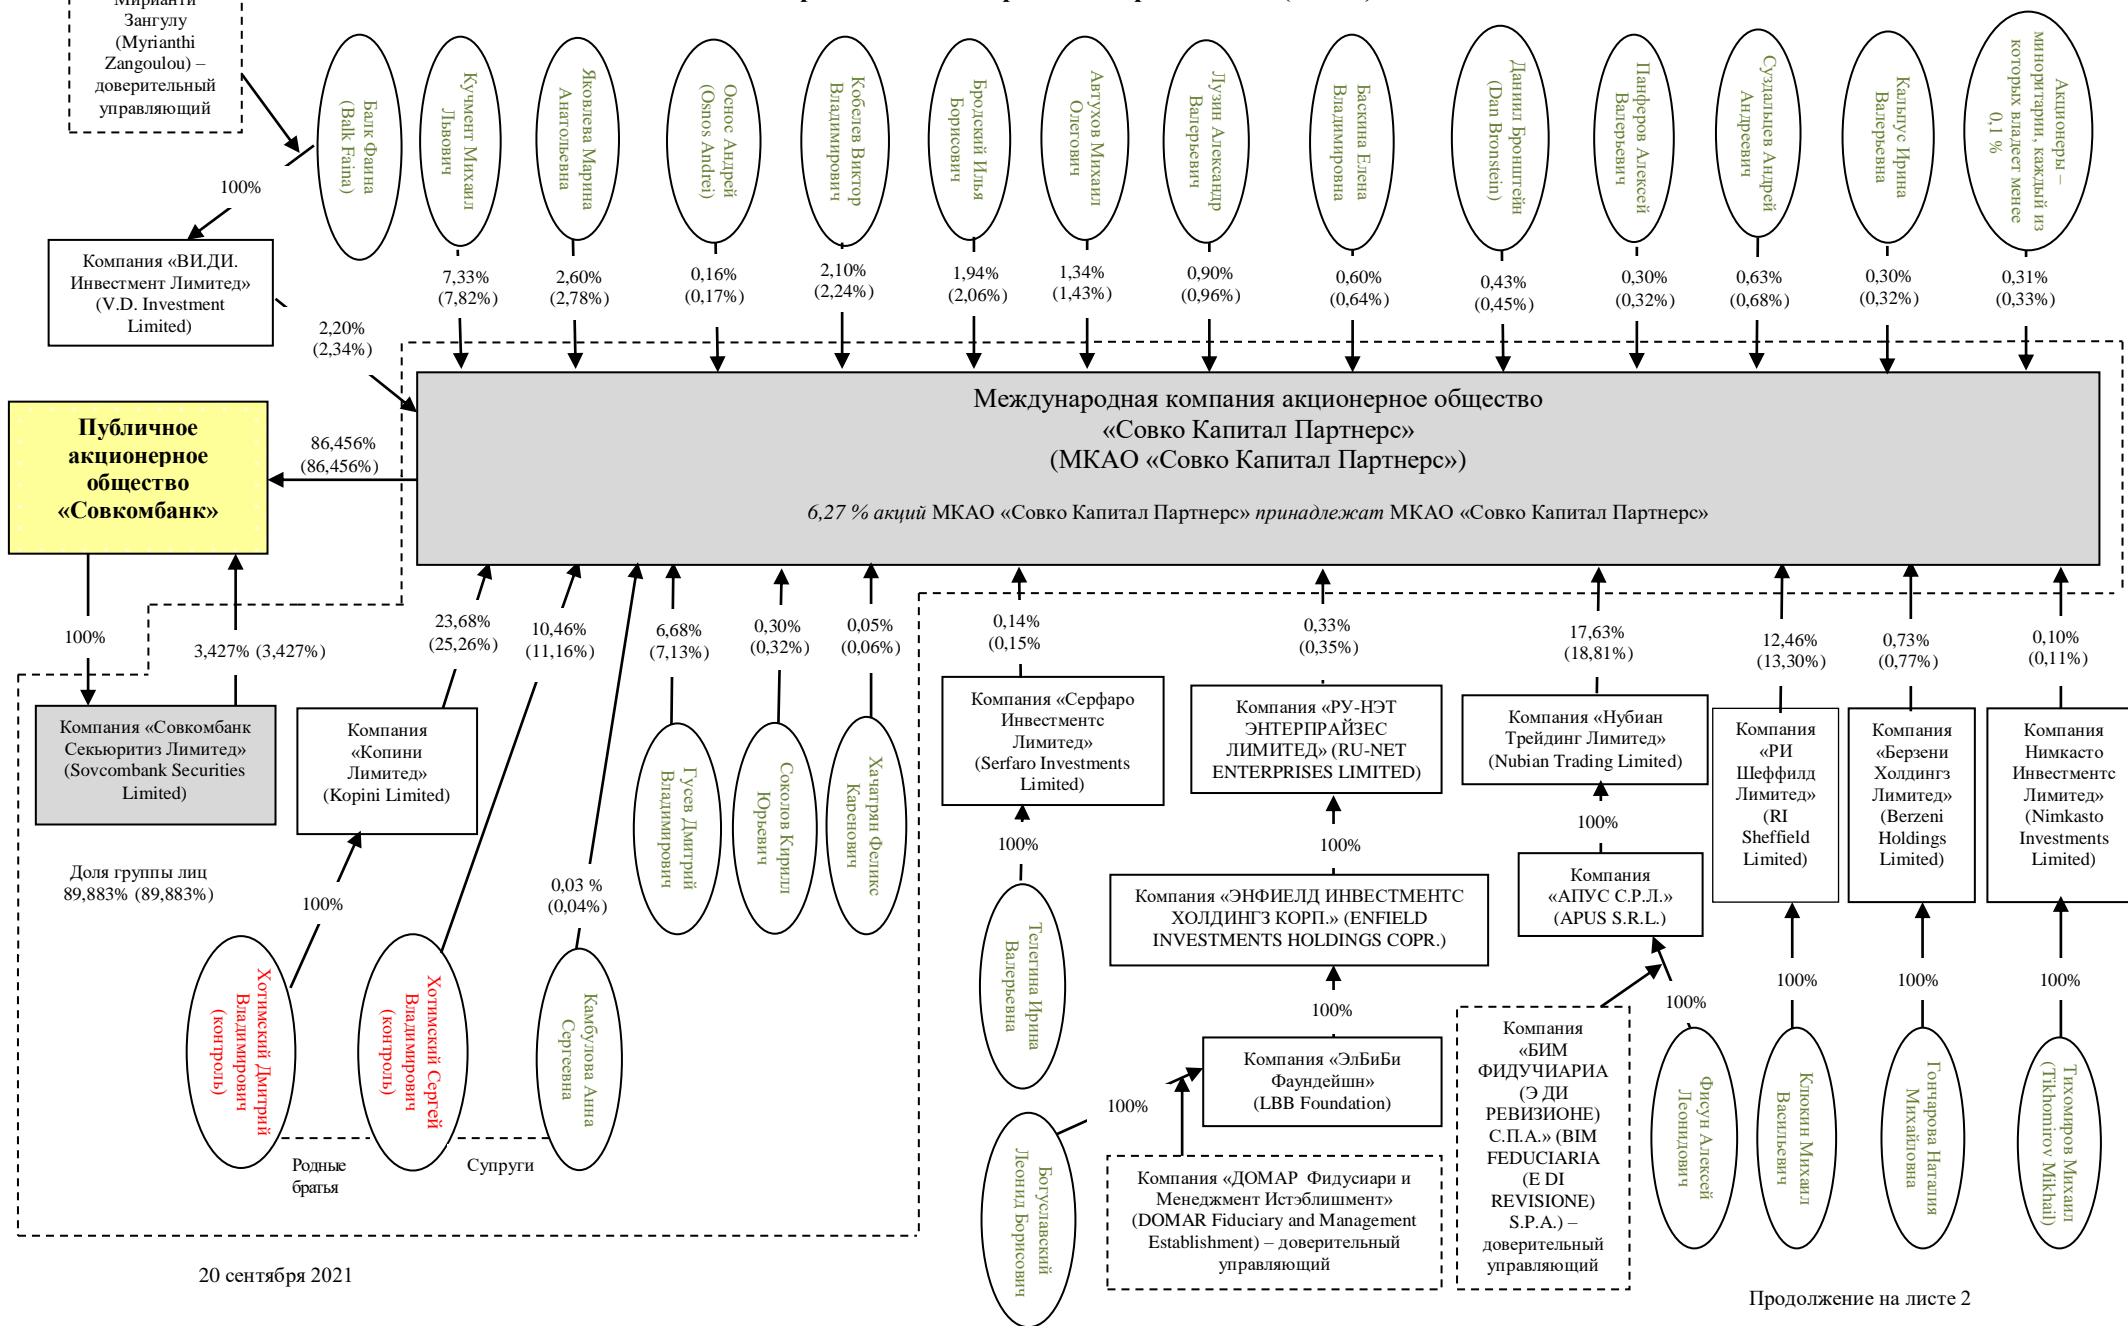 Зангулу
(Myrianthi
Zangoulou) –
доверительный
управляющий
Балк Фаина
(Balk Faina)
Кучмент Михаил
Львович
Яковлева Марина
Анатольевна
Оснос Андрей
(Osnos Andrei)
Кобелев Виктор
Владимирович
Бродский Илья
Борисович
Автухов Михаил
Олегович
Лузин Александр
Валерьевич
Баскина Елена
Владимировна
Даниил Бронштейн
(Dan Bronstein)
Панферов Алексей
Валерьевич
Суздальцев Андрей
Андреевич
Кальпус Ирина
Валерьевна
Акционеры –
миноритарии, каждый из
которых владеет менее
0,1 %
100%
Компания «ВИ.ДИ.
Инвестмент Лимитед»
(V.D. Investment
Limited)
2,20%
(2,34%)
7,33%
(7,82%)
2,60%
(2,78%)
0,16%
(0,17%)
2,10%
(2,24%)
1,94%
(2,06%)
1,34%
(1,43%)
0,90%
(0,96%)
0,60%
(0,64%)
0,43%
(0,45%)
0,30%
(0,32%)
0,63%
(0,68%)
0,30%
(0,32%)
0,31%
(0,33%)
Публичное
акционерное
общество
«Совкомбанк»
86,456%
(86,456%)
Международная компания акционерное общество
«Совко Капитал Партнерс»
(МКАО «Совко Капитал Партнерс»)
6,27 % акций МКАО «Совко Капитал Партнерс» принадлежат МКАО «Совко Капитал Партнерс»
100%
3,427% (3,427%)
23,68%
(25,26%)
10,46%
(11,16%)
6,68%
(7,13%)
0,30%
(0,32%)
0,05%
(0,06%)
0,14%
(0,15%
0,33%
(0,35%)
17,63%
(18,81%)
12,46%
(13,30%)
0,73%
(0,77%)
0,10%
(0,11%)
Компания «Совкомбанк
Секьюритиз Лимитед»
(Sovcombank Securities
Limited)
Доля группы лиц
89,883% (89,883%)
Компания
«Копини
Лимитед»
(Kopini Limited)
100%
0,03 %
(0,04%)
Гусев Дмитрий
Владимирович
Соколов Кирилл
Юрьевич
Хачатрян Феликс
Каренович
Компания «Серфаро
Инвестментс
Лимитед»
(Serfaro Investments
Limited)
100%
Компания «РУ-НЭТ
ЭНТЕРПРАЙЗЕС
ЛИМИТЕД» (RU-NET
ENTERPRISES LIMITED)
100%
Компания «Нубиан
Трейдинг Лимитед»
(Nubian Trading Limited)
100%
Компания
«РИ
Шеффилд
Лимитед»
(RI
Sheffield
Limited)
Компания
«Берзени
Холдингз
Лимитед»
(Berzeni
Holdings
Limited)
Компания
Нимкасто
Инвестментс
Лимитед»
(Nimkasto
Investments
Limited)
Компания «ЭНФИЕЛД ИНВЕСТМЕНТС
ХОЛДИНГЗ КОРП.» (ENFIELD
INVESTMENTS HOLDINGS COPR.)
Компания
«АПУС С.Р.Л.»
(APUS S.R.L.)
Хотимский Дмитрий
Владимирович
(контроль)
Хотимский Сергей
Владимирович
(контроль)
Камбулова Анна
Сергеевна
Родные
братья
Супруги
Телегина Ирина
Валерьевна
100%
100%
100%
100%
100%
Компания «ЭлБиБи
Фаундейшн»
(LBB Foundation)
100%
Богуславский
Леонид Борисович
Компания «ДОМАР Фидусиари и
Менеджмент Истэблишмент»
(DOMAR Fiduciary and Management
Establishment) – доверительный
управляющий
Компания
«БИМ
ФИДУЧИАРИА
(Э ДИ
РЕВИЗИОНЕ)
С.П.А.» (BIM
FEDUCIARIA
(E DI
REVISIONE)
S.P.A.) –
доверительный
управляющий
Фисун Алексей
Леонидович
Клюкин Михаил
Васильевич
Гончарова Наталия
Михайловна
Тихомиров Михаил
(Tikhomirov Mikhail)
20 сентября 2021
Продолжение на листе 2